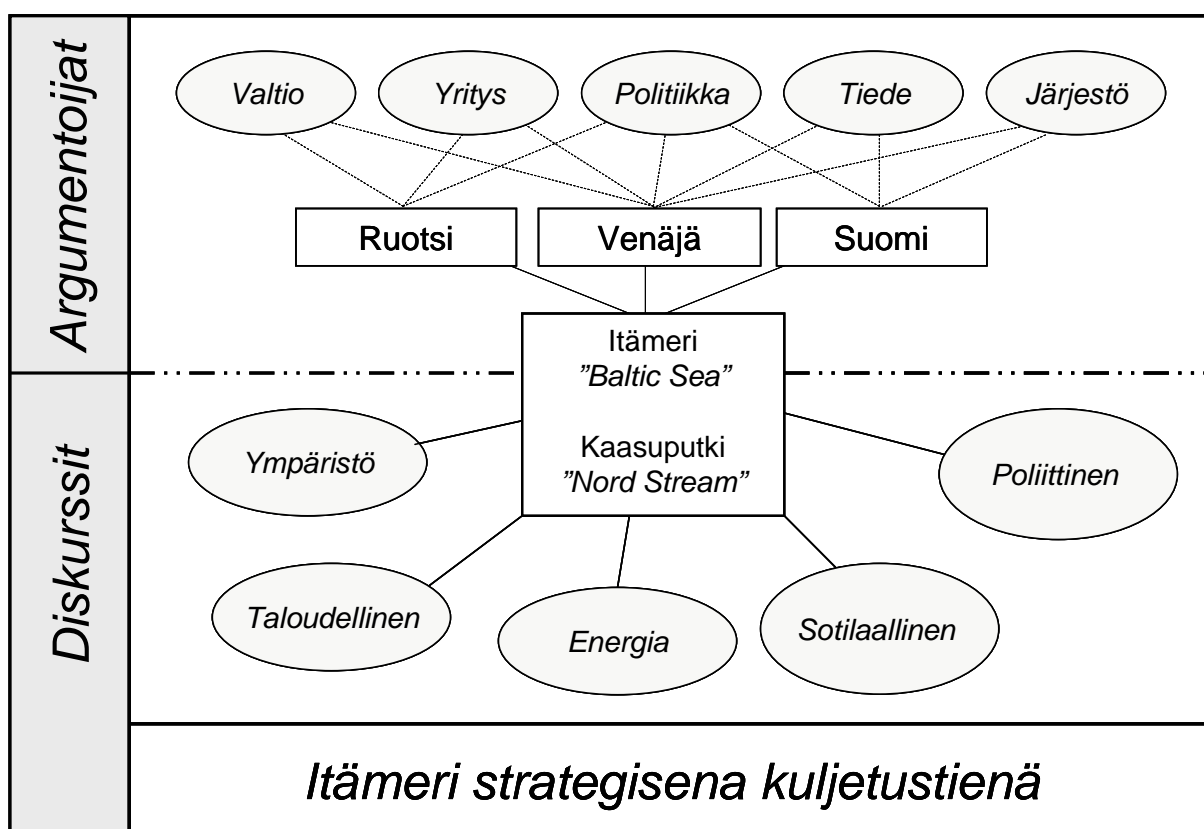 Argumentoijat
Valtio
Yritys
Politiikka
Tiede
Järjestö
Ruotsi
Venäjä
Suomi
Itämeri
”Baltic Sea”
Kaasuputki
”Nord Stream”
Diskurssit
Ympäristö
Poliittinen
Taloudellinen
Energia
Sotilaallinen
Itämeri strategisena kuljetustienä